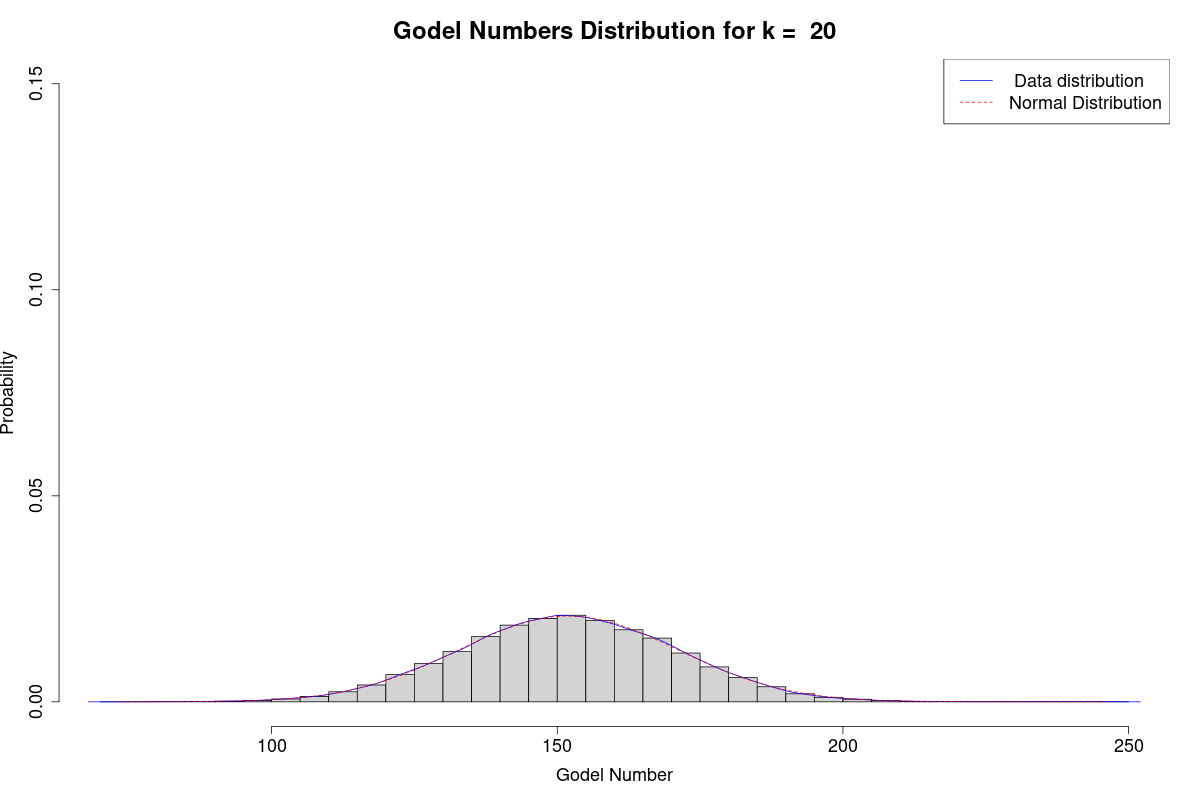 Godel Numbers Distribution for k =  20
Data distribution
Normal Distribution
0.15
0.10
0.05
0.00
Probability
100 150 200 250
Godel Number